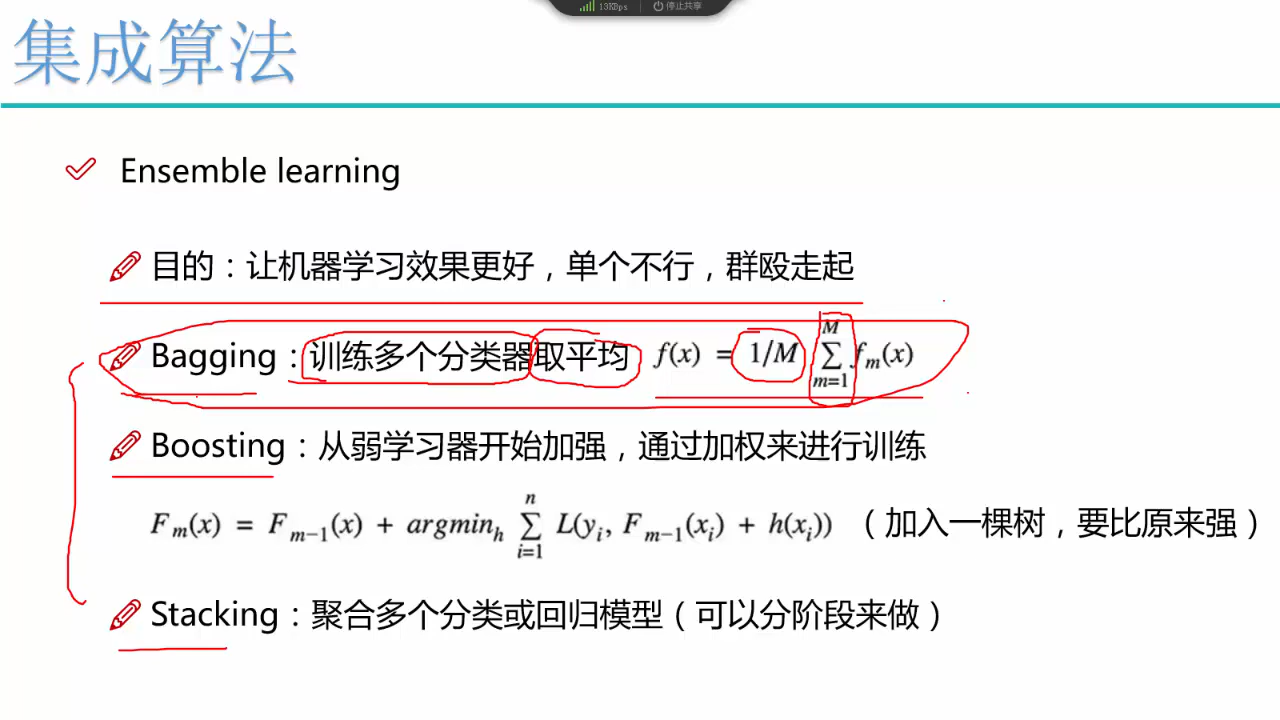 13KBps 停止共享
集成算法
Ensemble learning
目的：让机器学习效果更好，单个不行，群殴走起
Bagging：训练多个分类器取平均 f(x) = 1/M ∑_{m=1}^{M} f_m(x)
Boosting：从弱学习器开始加强，通过加权来进行训练
F_m(x) = F_{m−1}(x) + argmin_h ∑_{i=1}^{n} L(y_i, F_{m−1}(x_i) + h(x_i)) （加入一棵树，要比原来强）
Stacking：聚合多个分类或回归模型（可以分阶段来做）